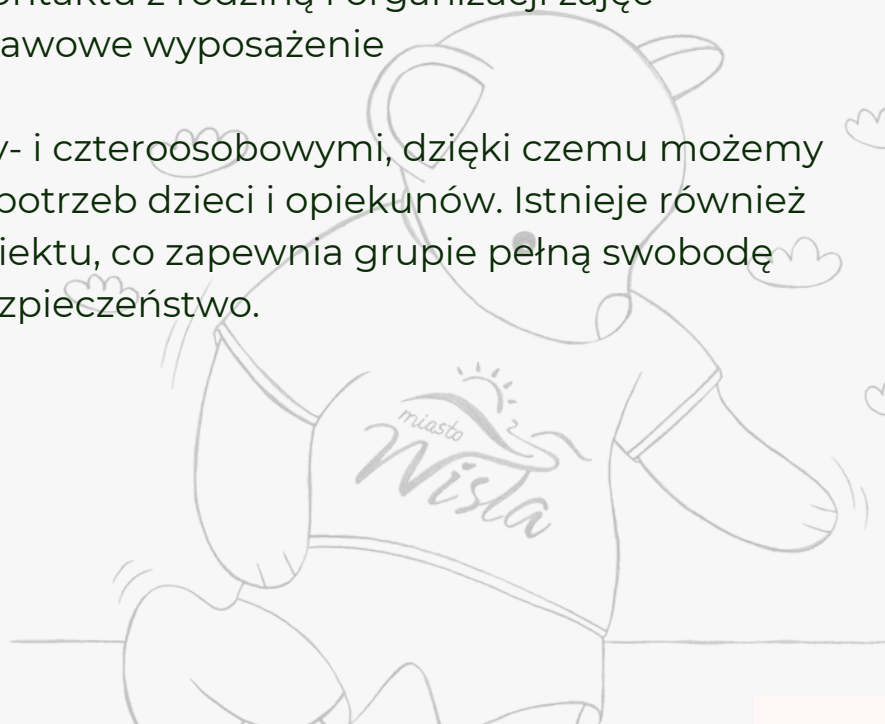 kontaktu z rodziną i organizacji zajęć
awowe wyposażenie
y- i czteroosobowymi, dzięki czemu możemy
potrzeb dzieci i opiekunów. Istnieje również
iektu, co zapewnia grupie pełną swobodę
zpieczeństwo.
miasto
Wisła